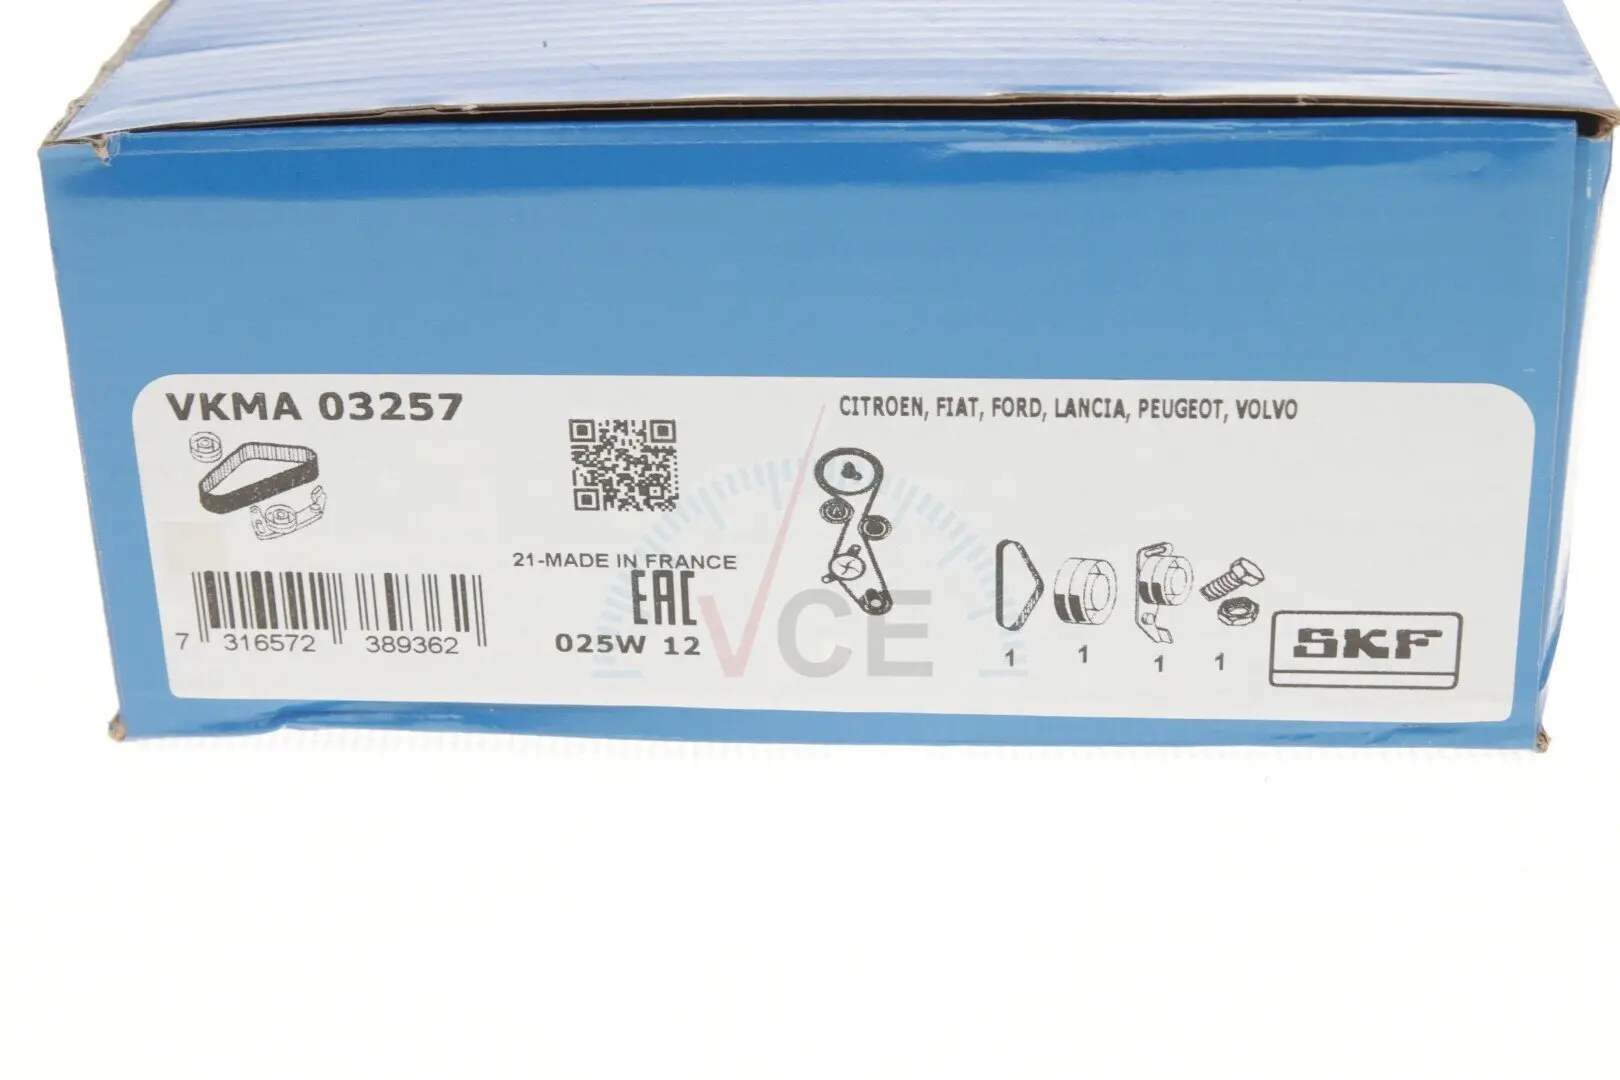 VKMA 03257
CITROEN, FIAT, FORD, LANCIA, PEUGEOT, VOLVO
21-MADE IN FRANCE
EAC
025W 12
7 316572 389362
1 1 1 1
SKF
VCE